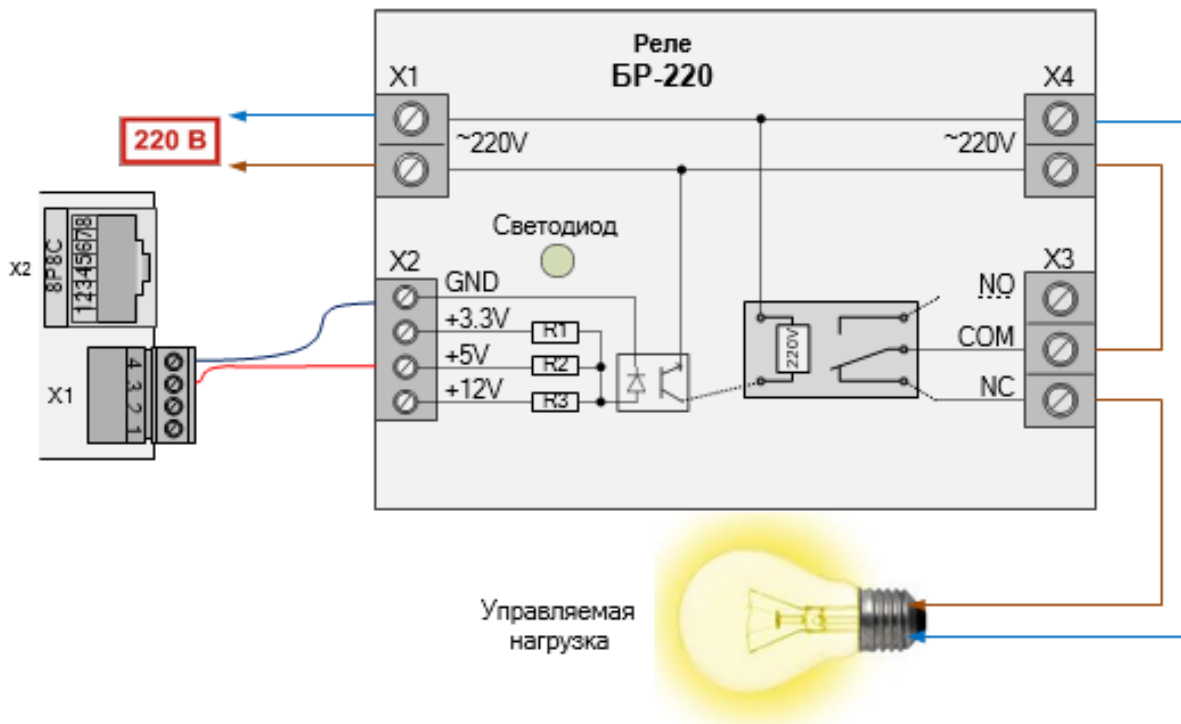 Реле
БР-220
X1
X4
220 В
~220V
~220V
X2
8P8C
12345678
Светодиод
X2
X3
GND
NO
+3.3V
R1
COM
+5V
R2
220V
+12V
R3
NC
X1
4 3 2 1
Управляемая
нагрузка